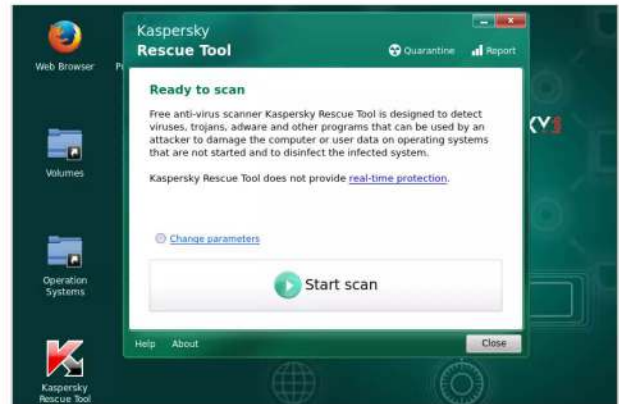 Web Browser
P
Volumes
Operation
Systems
Kaspersky
Rescue Tool
Kaspersky
Rescue Tool
Quarantine
Report
Ready to scan
Free anti-virus scanner Kaspersky Rescue Tool is designed to detect
viruses, trojans, adware and other programs that can be used by an
attacker to damage the computer or user data on operating systems
that are not started and to disinfect the infected system.
Kaspersky Rescue Tool does not provide real-time protection.
Change parameters
Start scan
Help
About
Close